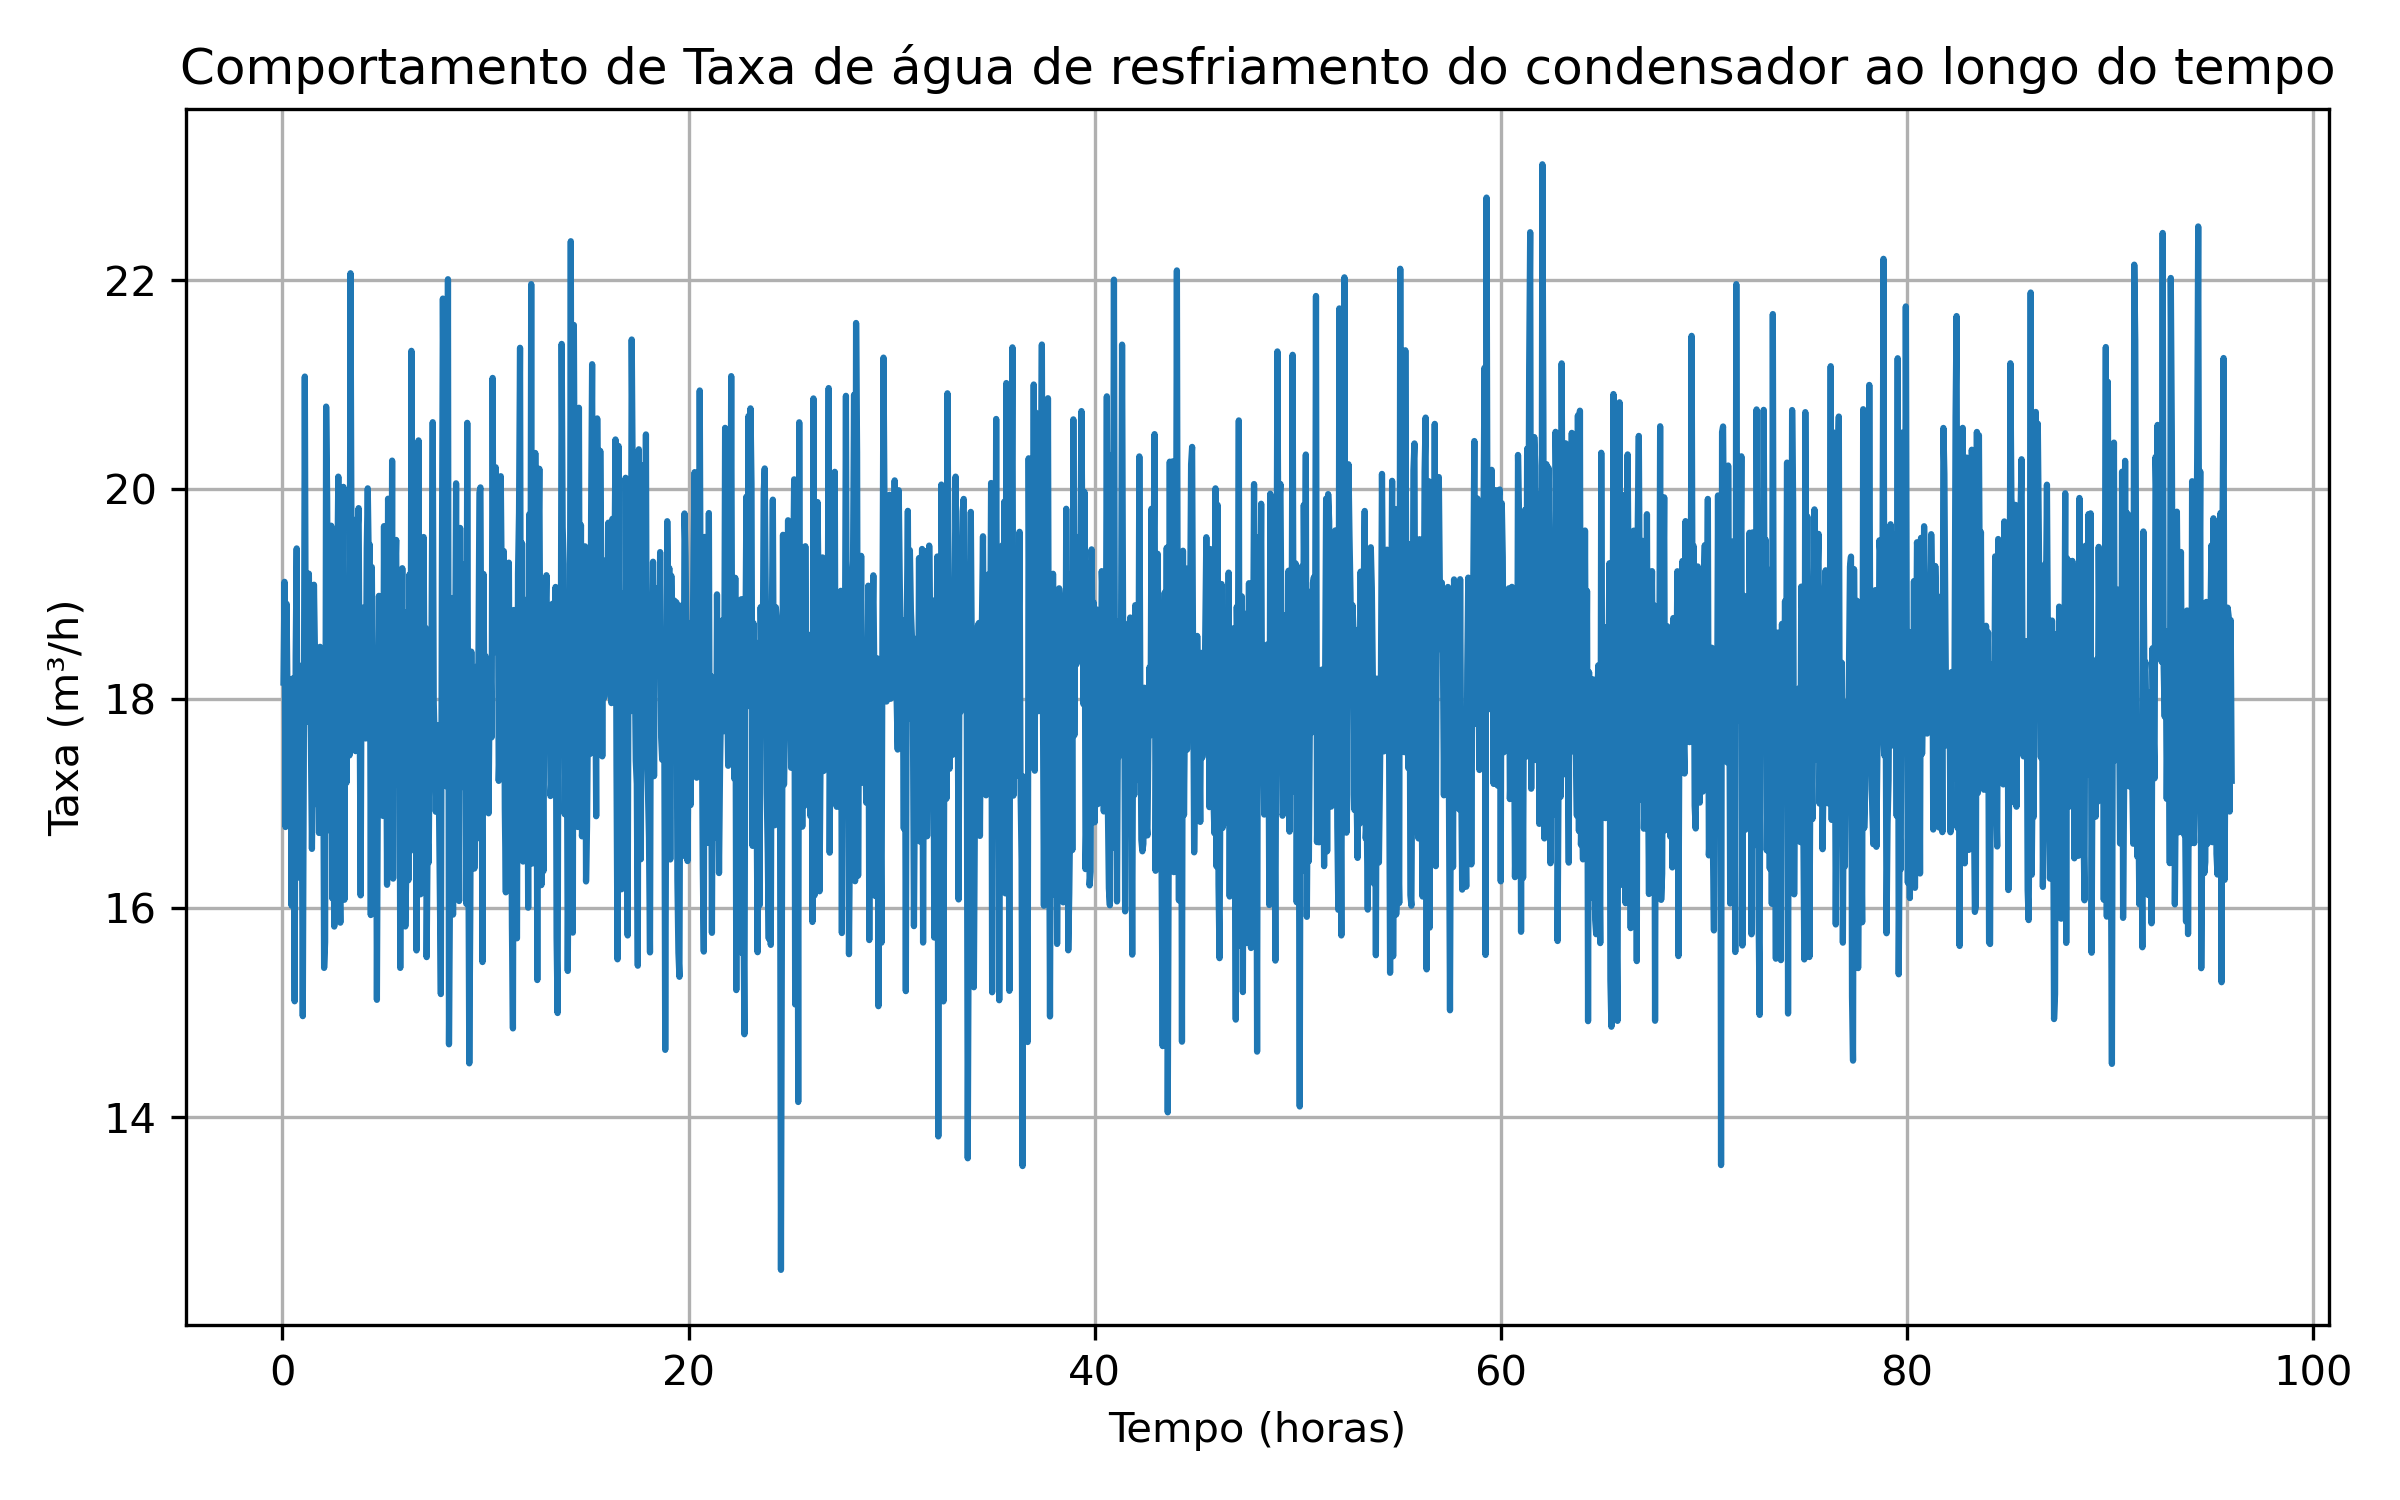 Comportamento de Taxa de água de resfriamento do condensador ao longo do tempo
Taxa (m³/h)
22
20
18
16
14
0 20 40 60 80 100
Tempo (horas)